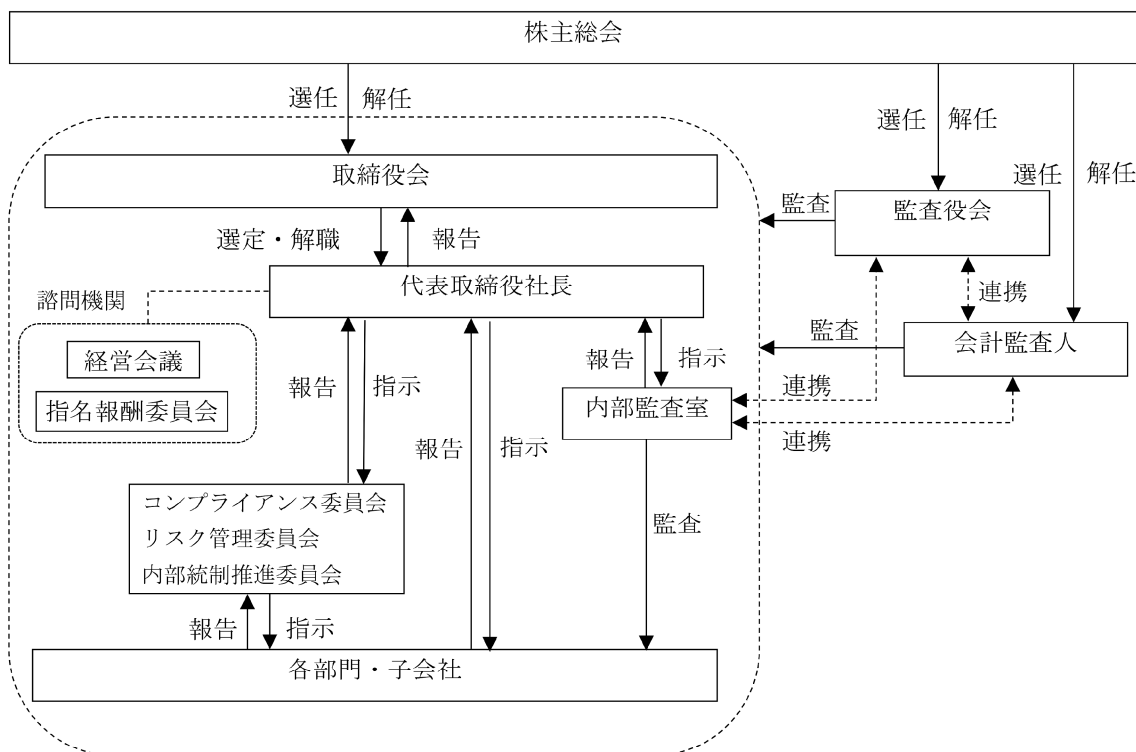 株主総会
選任 解任
選任 解任
選任 解任
取締役会
監査役会
監査
選定・解職 報告
代表取締役社長
諮問機関
経営会議
指名報酬委員会
連携
会計監査人
監査
報告 指示
報告 指示
内部監査室
連携
連携
報告 指示
コンプライアンス委員会
リスク管理委員会
内部統制推進委員会
監査
報告 指示
各部門・子会社